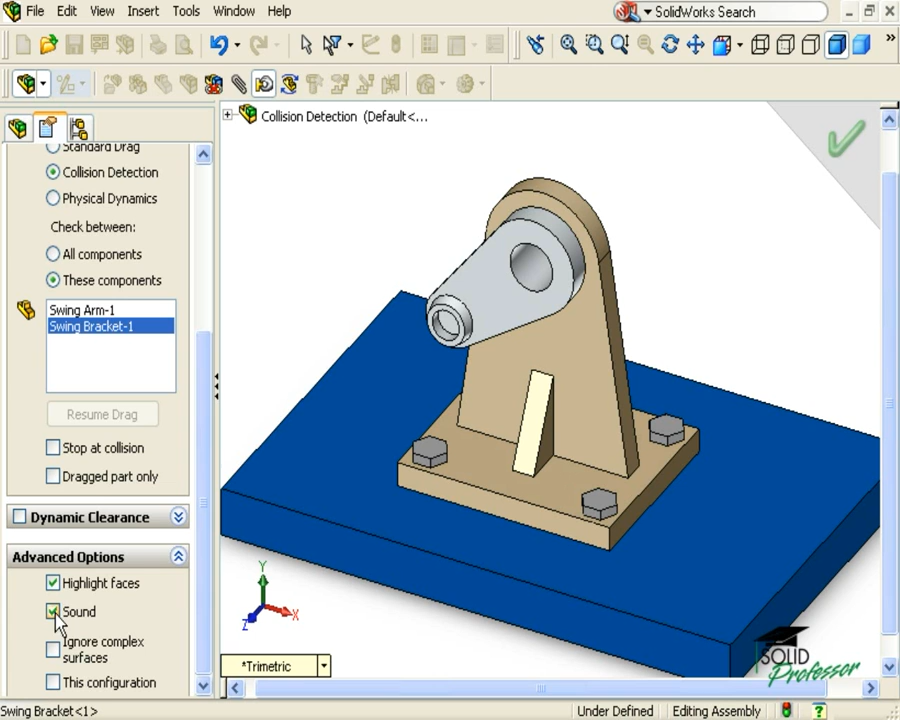 File Edit View Insert Tools Window Help
SolidWorks Search
Collision Detection (Default<...
Standard Drag
Collision Detection
Physical Dynamics
Check between:
All components
These components
Swing Arm-1
Swing Bracket-1
Resume Drag
Stop at collision
Dragged part only
Dynamic Clearance
Advanced Options
Highlight faces
Sound
Ignore complex
surfaces
This configuration
Y
X
Z
*Trimetric
SOLID
Professor
Swing Bracket<1>
Under Defined
Editing Assembly